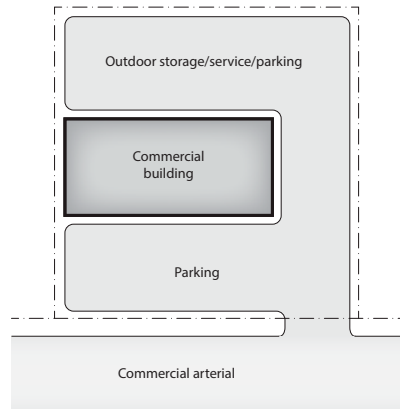 Outdoor storage/service/parking
Commercial
building
Parking
Commercial arterial